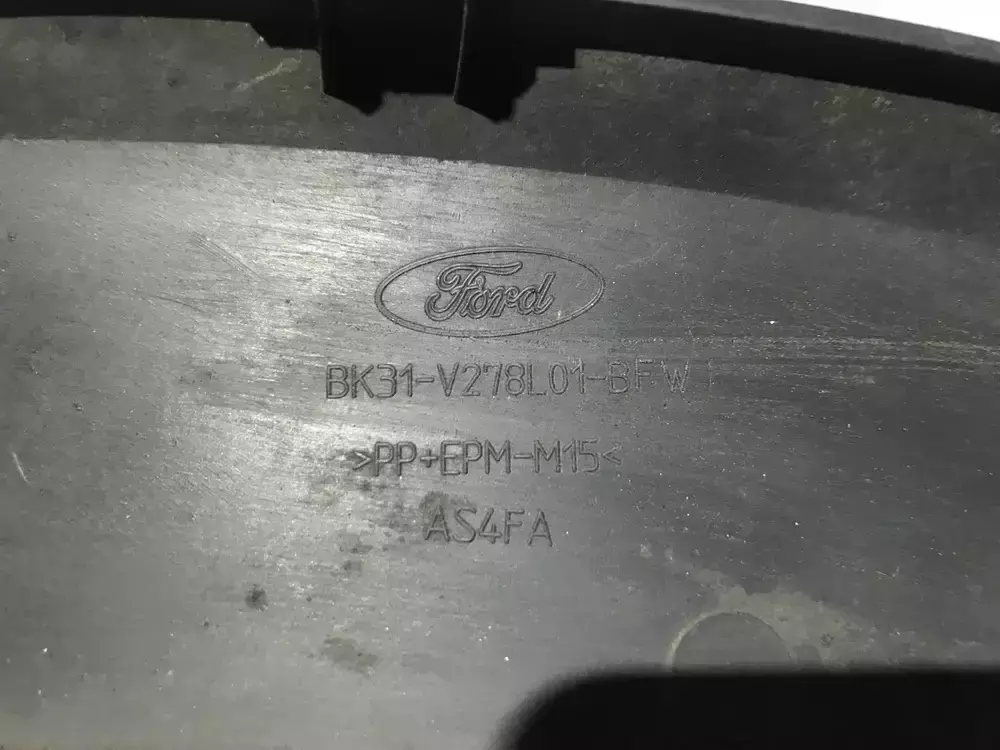 Ford
BK31-V278L01-BFW
>PP+EPM-M15<
AS4FA